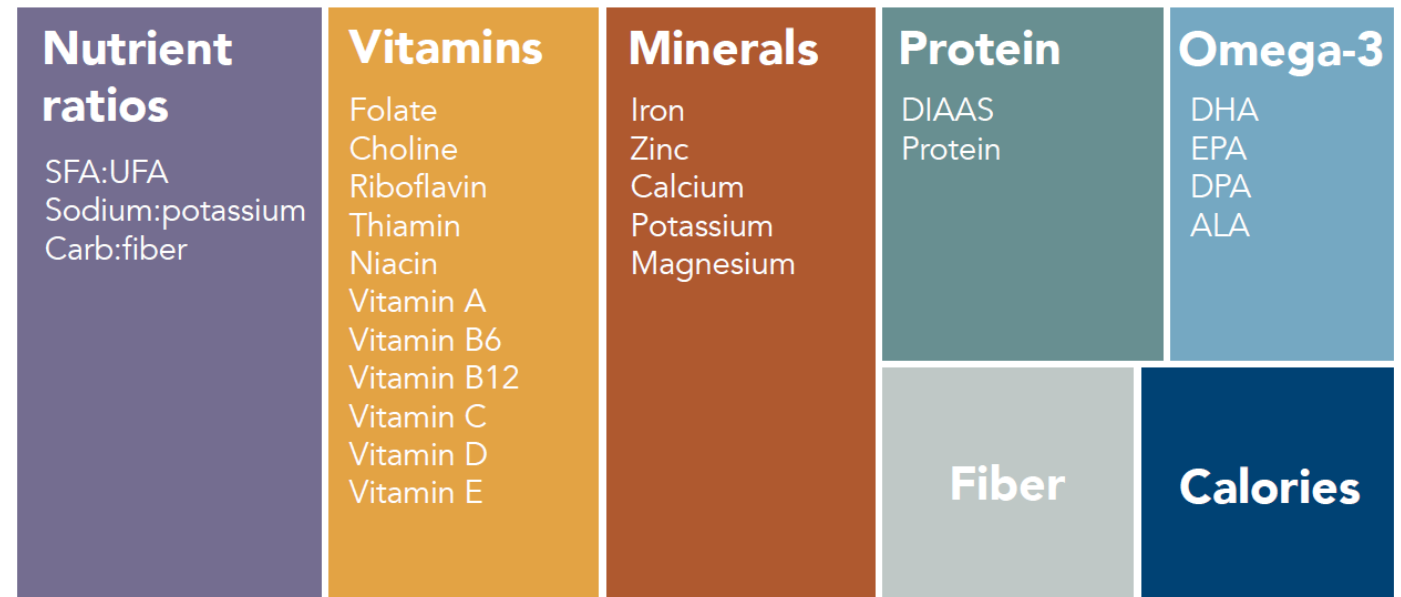 Nutrient
ratios
SFA:UFA
Sodium:potassium
Carb:fiber
Vitamins
Folate
Choline
Riboflavin
Thiamin
Niacin
Vitamin A
Vitamin B6
Vitamin B12
Vitamin C
Vitamin D
Vitamin E
Minerals
Iron
Zinc
Calcium
Potassium
Magnesium
Protein
DIAAS
Protein
Omega-3
DHA
EPA
DPA
ALA
Fiber
Calories